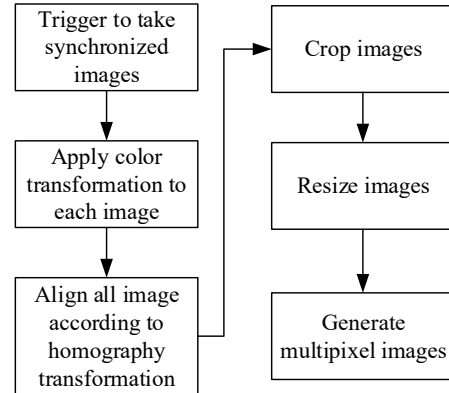 Trigger to take
synchronized
images
Apply color
transformation to
each image
Align all image
according to
homography
transformation
Crop images
Resize images
Generate
multipixel images